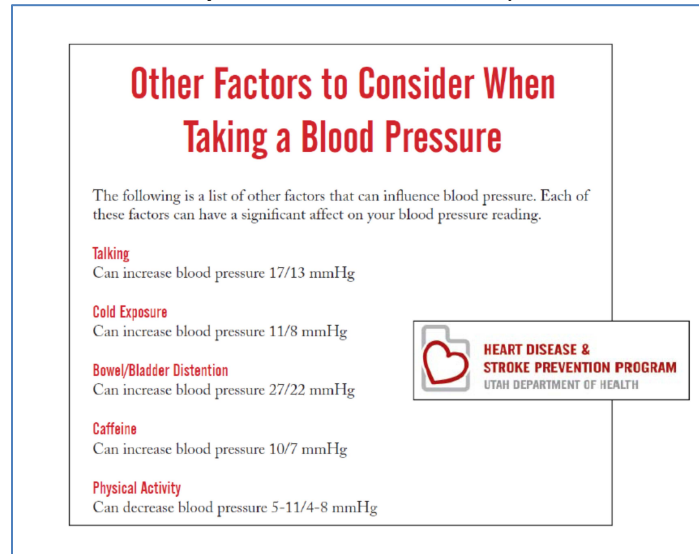 Other Factors to Consider When
Taking a Blood Pressure
The following is a list of other factors that can influence blood pressure. Each of
these factors can have a significant affect on your blood pressure reading.
Talking
Can increase blood pressure 17/13 mmHg
Cold Exposure
Can increase blood pressure 11/8 mmHg
Bowel/Bladder Distention
Can increase blood pressure 27/22 mmHg
Caffeine
Can increase blood pressure 10/7 mmHg
Physical Activity
Can decrease blood pressure 5-11/4-8 mmHg
HEART DISEASE &
STROKE PREVENTION PROGRAM
UTAH DEPARTMENT OF HEALTH